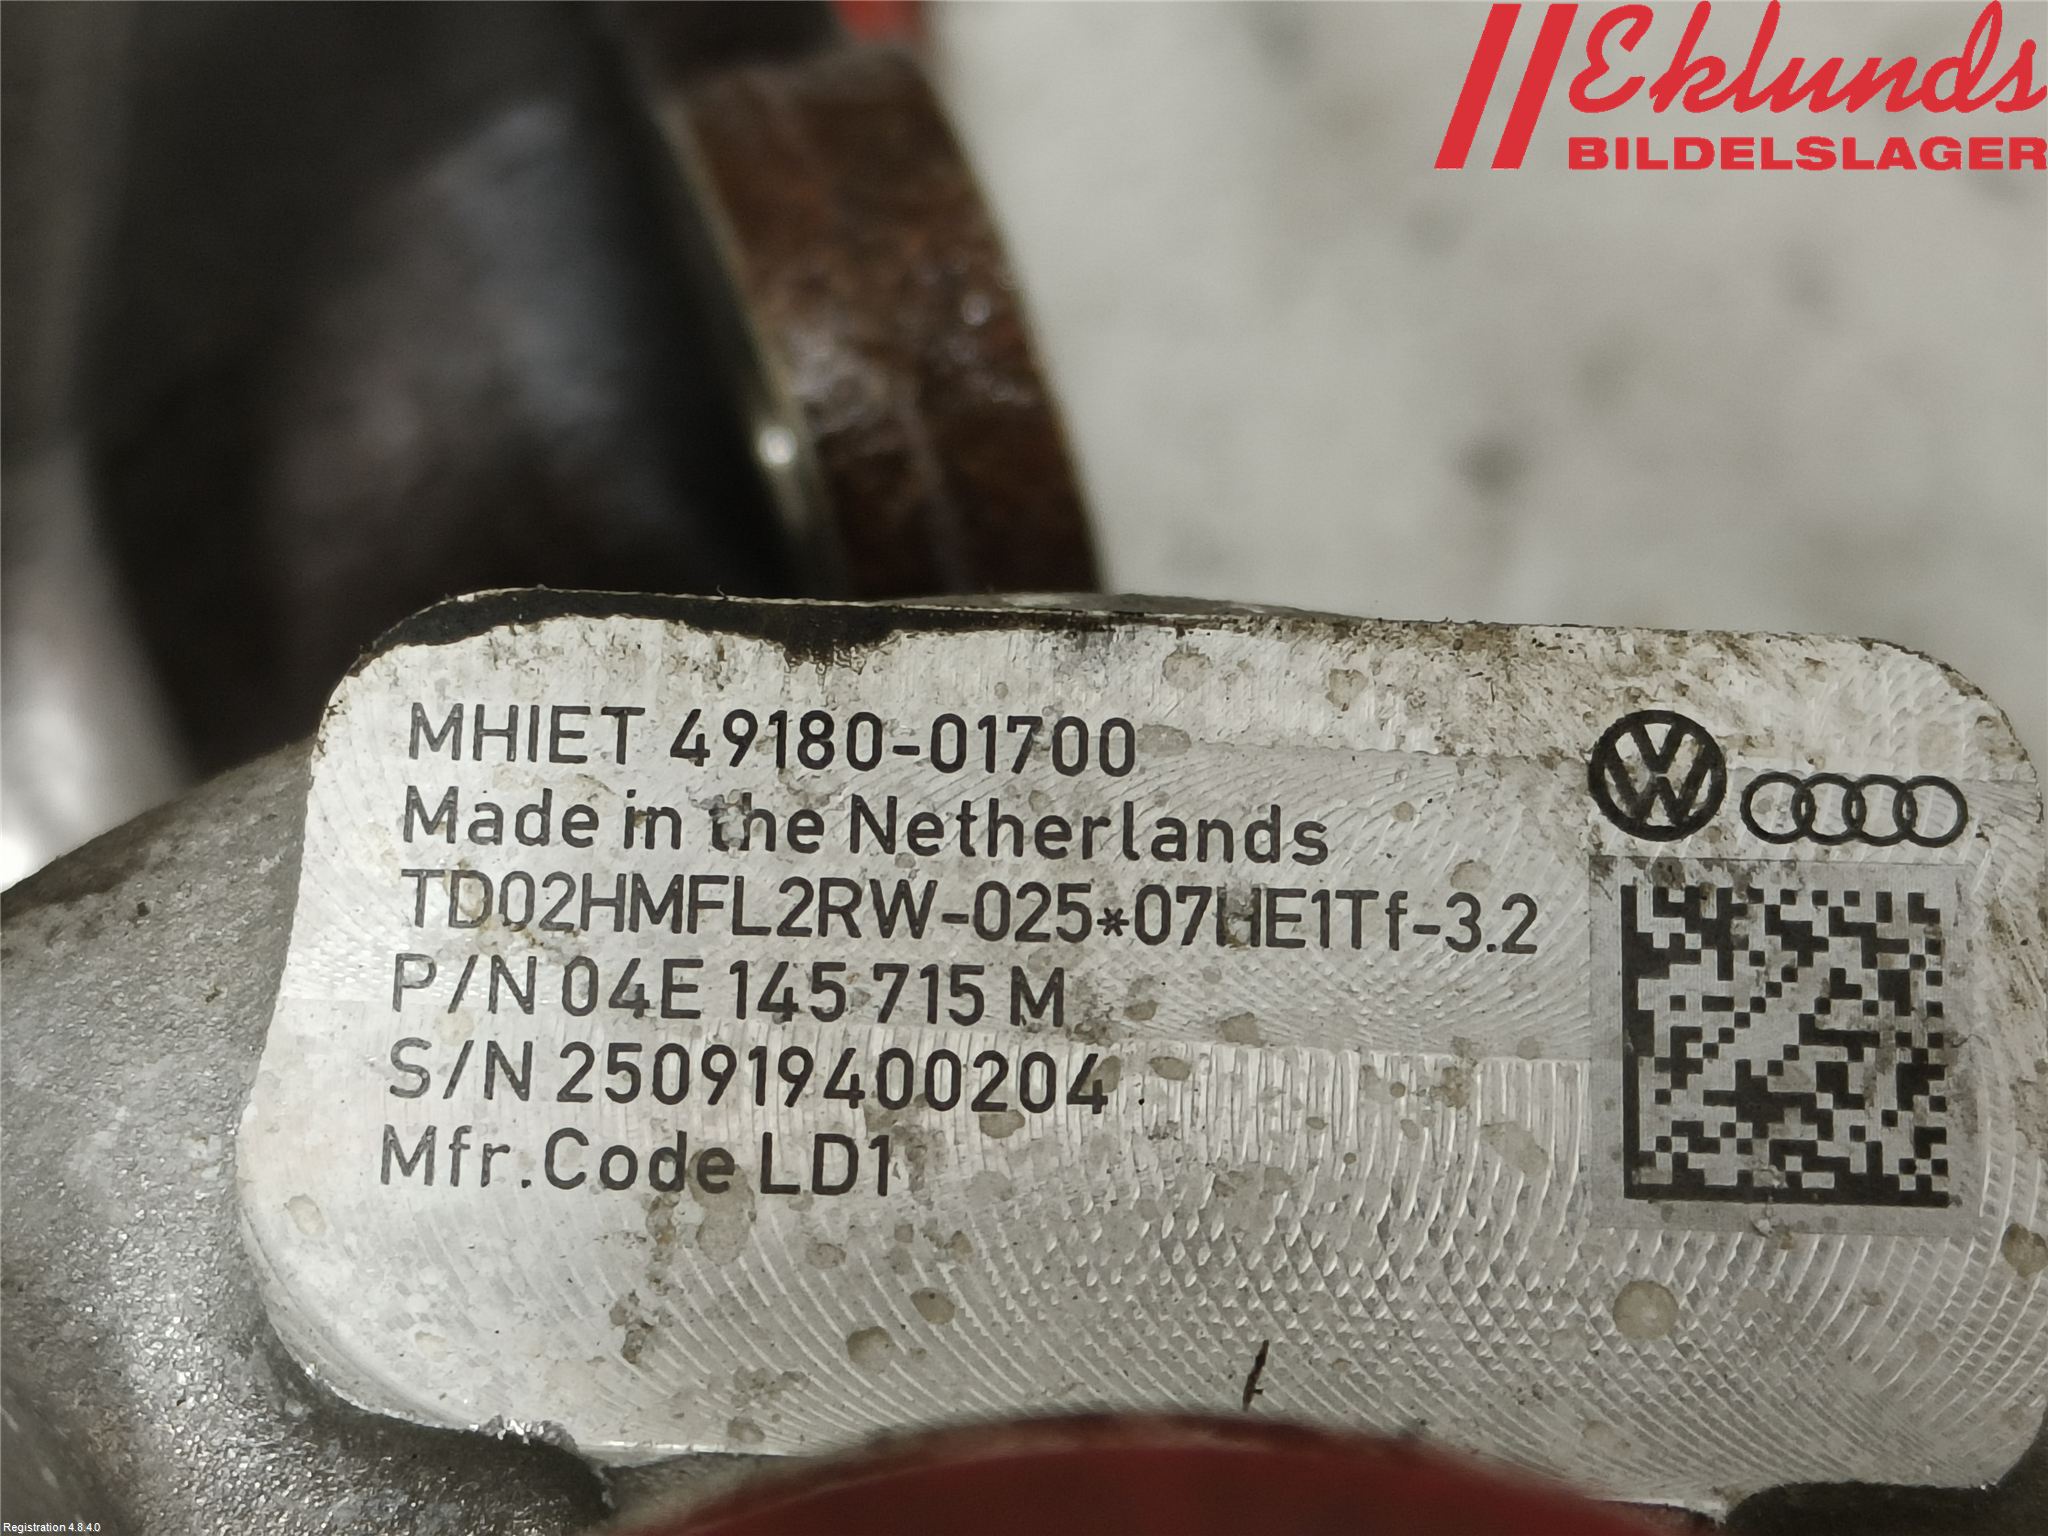 Eklunds
BILDELSLAGER
MHIET 49180-01700
Made in the Netherlands
TD02HMFL2RW-025*07HE1Tf-3.2
P/N 04E 145 715 M
S/N 250919400204
Mfr.Code LD1
VW
Registration 4.8.4.0